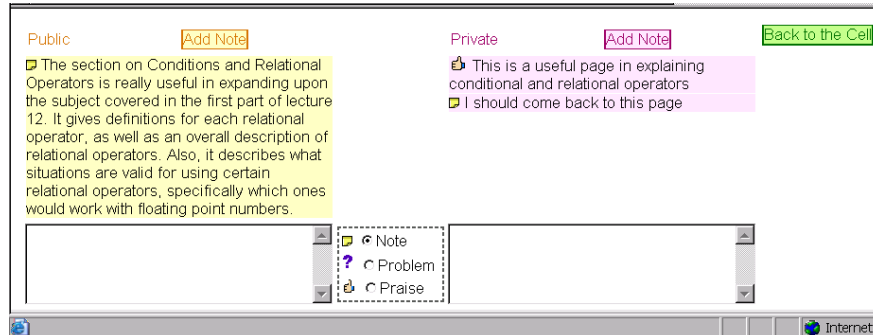 Public Add Note Private Add Note Back to the Cell
The section on Conditions and Relational
Operators is really useful in expanding upon
the subject covered in the first part of lecture
12. It gives definitions for each relational
operator, as well as an overall description of
relational operators. Also, it describes what
situations are valid for using certain
relational operators, specifically which ones
would work with floating point numbers.
This is a useful page in explaining
conditional and relational operators
I should come back to this page
Note
? Problem
Praise
Internet